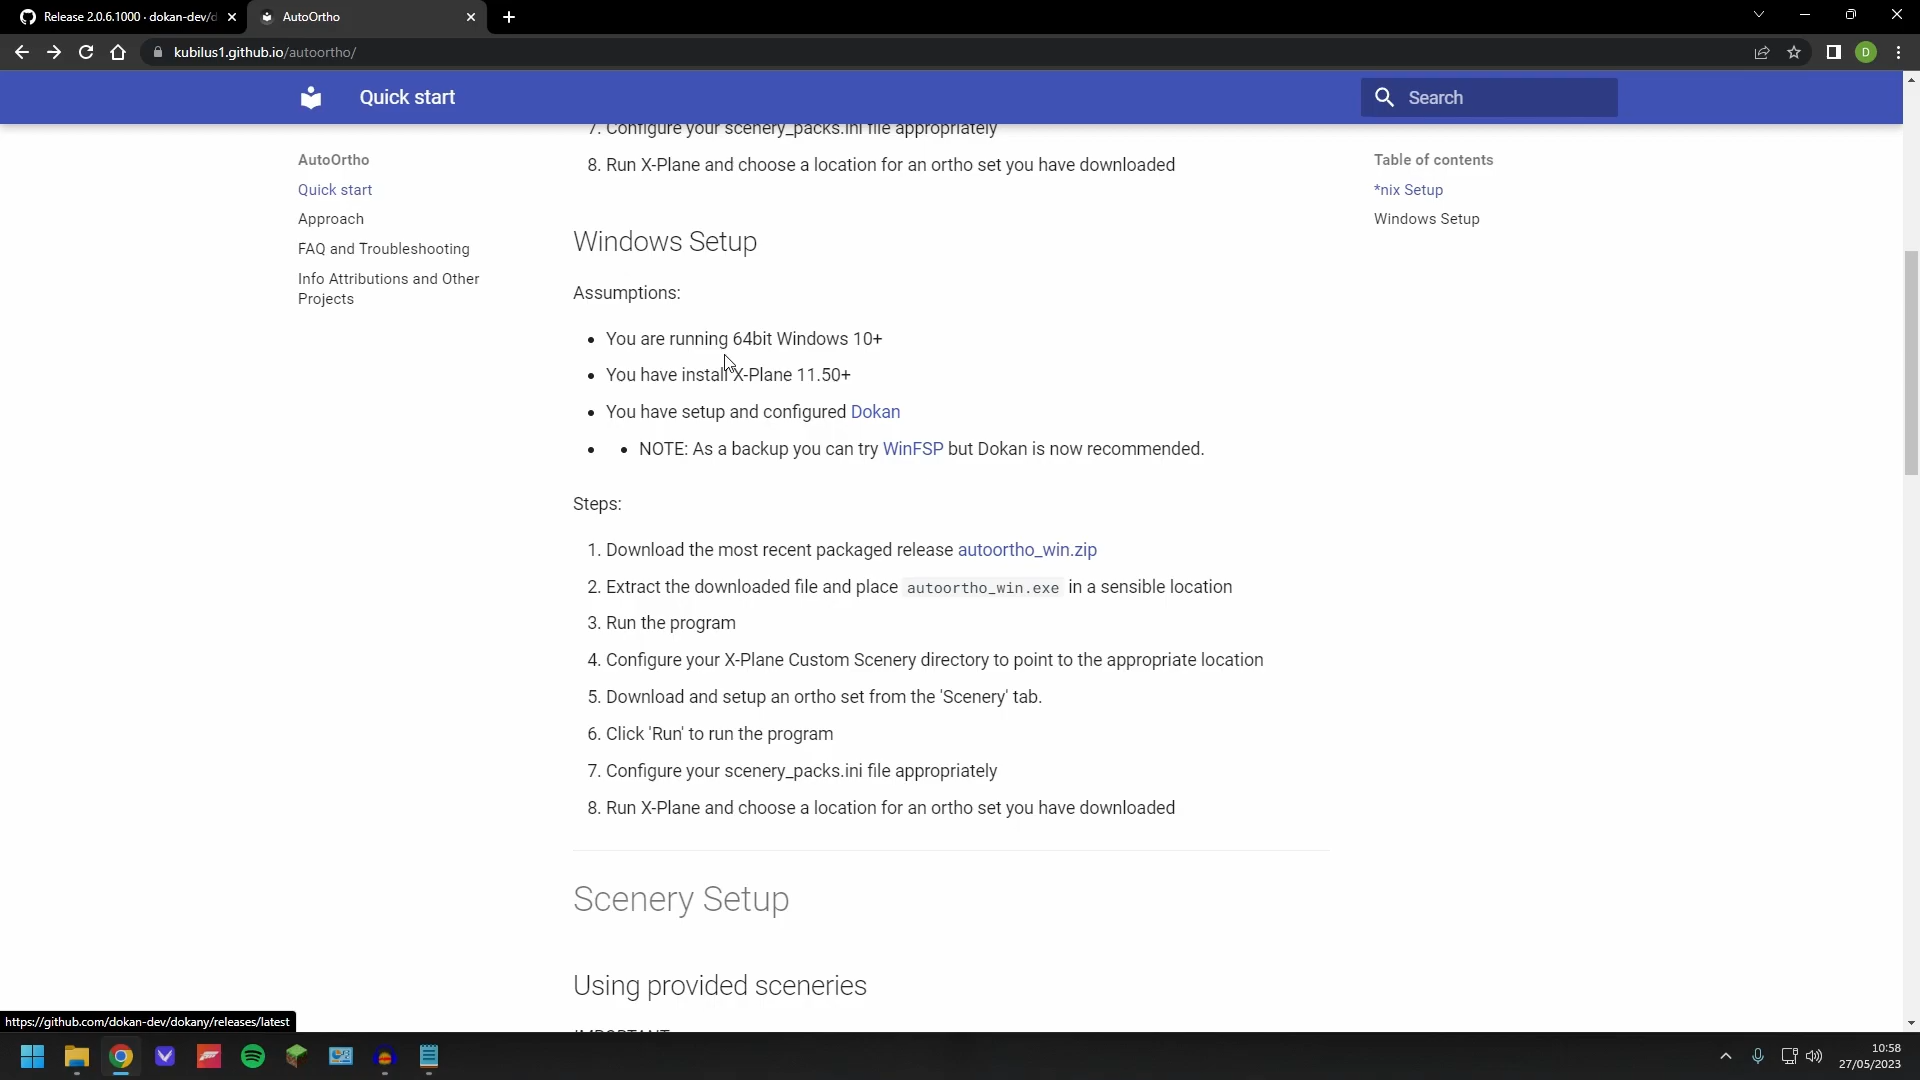 Release 2.0.6.1000 · dokan-dev/d
AutoOrtho
kubilus1.github.io/autoortho/
D
Quick start
Search
7. Configure your scenery_packs.ini file appropriately
8. Run X-Plane and choose a location for an ortho set you have downloaded
AutoOrtho
Quick start
Approach
FAQ and Troubleshooting
Info Attributions and Other
Projects
Table of contents
*nix Setup
Windows Setup
Windows Setup
Assumptions:
• You are running 64bit Windows 10+
• You have install X-Plane 11.50+
• You have setup and configured Dokan
• • NOTE: As a backup you can try WinFSP but Dokan is now recommended.
Steps:
1. Download the most recent packaged release autoortho_win.zip
2. Extract the downloaded file and place autoortho_win.exe in a sensible location
3. Run the program
4. Configure your X-Plane Custom Scenery directory to point to the appropriate location
5. Download and setup an ortho set from the 'Scenery' tab.
6. Click 'Run' to run the program
7. Configure your scenery_packs.ini file appropriately
8. Run X-Plane and choose a location for an ortho set you have downloaded
Scenery Setup
Using provided sceneries
IMPORTANT
https://github.com/dokan-dev/dokany/releases/latest
10:58
27/05/2023